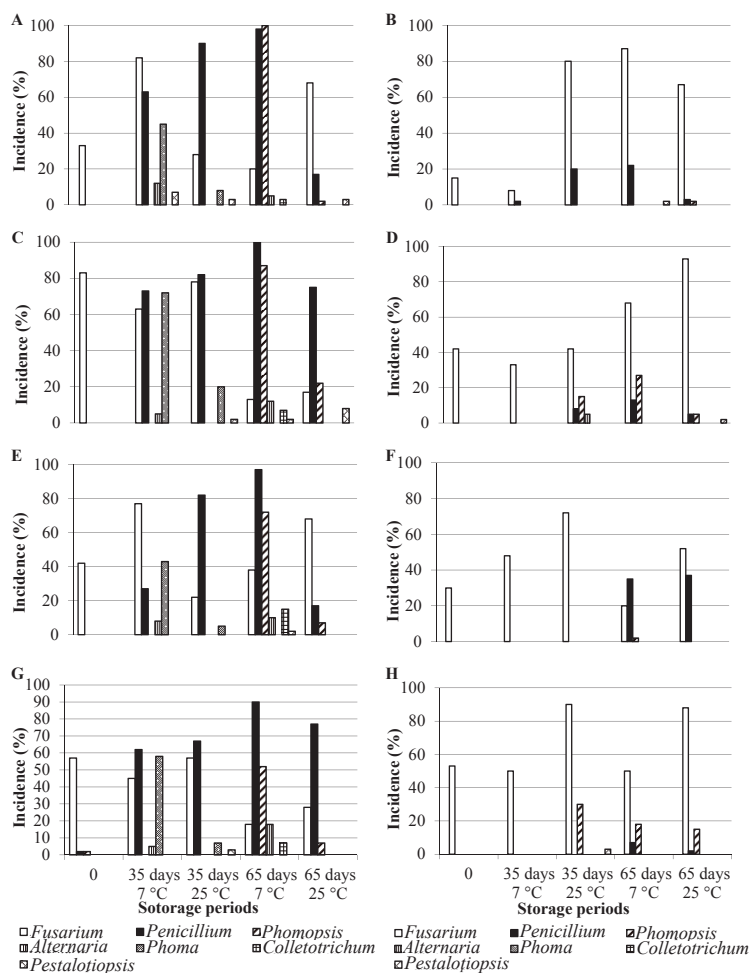 A B
Incidence (%) Incidence (%)
100 100
80 80
60 60
40 40
20 20
0 0
C D
Incidence (%) Incidence (%)
100 100
80 80
60 60
40 40
20 20
0 0
E F
Incidence (%) Incidence (%)
100 100
80 80
60 60
40 40
20 20
0 0
G H
Incidence (%) Incidence (%)
100 100
90
80 80
70
60 60
50
40 40
30
20 20
10
0 0
0 35 days 35 days 65 days 65 days 0 35 days 35 days 65 days 65 days
7 °C 25 °C 7 °C 25 °C 7 °C 25 °C 7 °C 25 °C
Sotorage periods Sotorage periods
Fusarium Penicillium Phomopsis Fusarium Penicillium Phomopsis
Alternaria Phoma Colletotrichum Alternaria Phoma Colletotrichum
Pestalotiopsis Pestalotiopsis